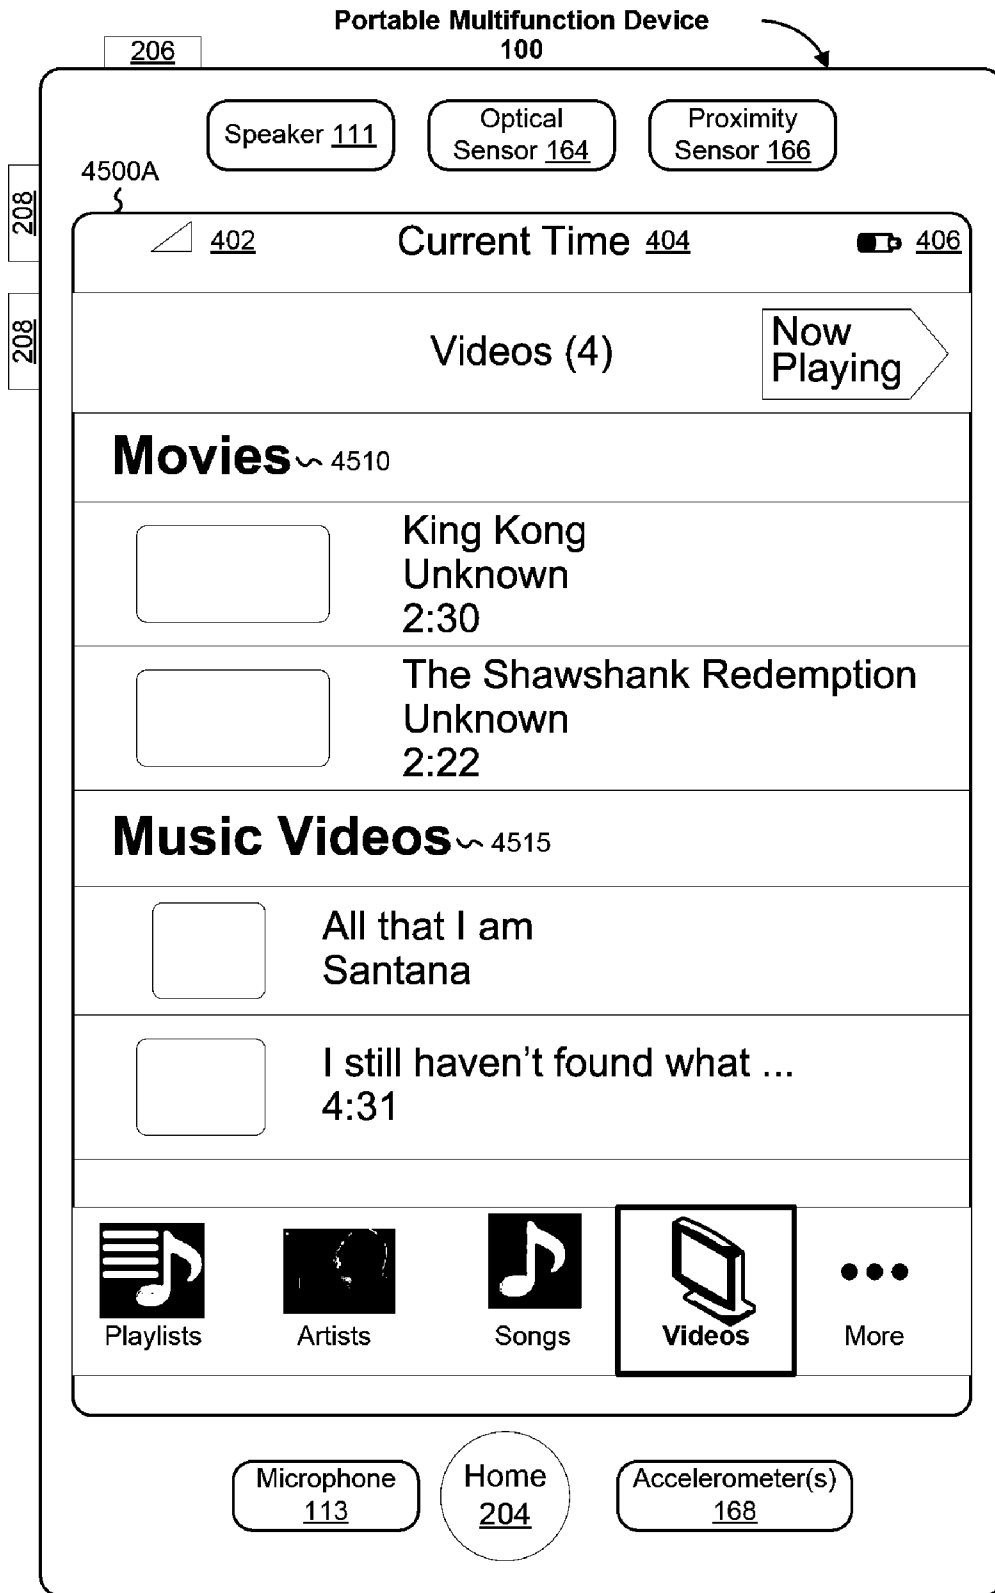 Portable Multifunction Device
100
206
Speaker 111
Optical
Sensor 164
Proximity
Sensor 166
4500A
208
208
402
Current Time 404
406
Videos (4)
Now
Playing
Movies 4510
King Kong
Unknown
2:30
The Shawshank Redemption
Unknown
2:22
Music Videos 4515
All that I am
Santana
I still haven't found what ...
4:31
Playlists
Artists
Songs
Videos
More
Microphone
113
Home
204
Accelerometer(s)
168